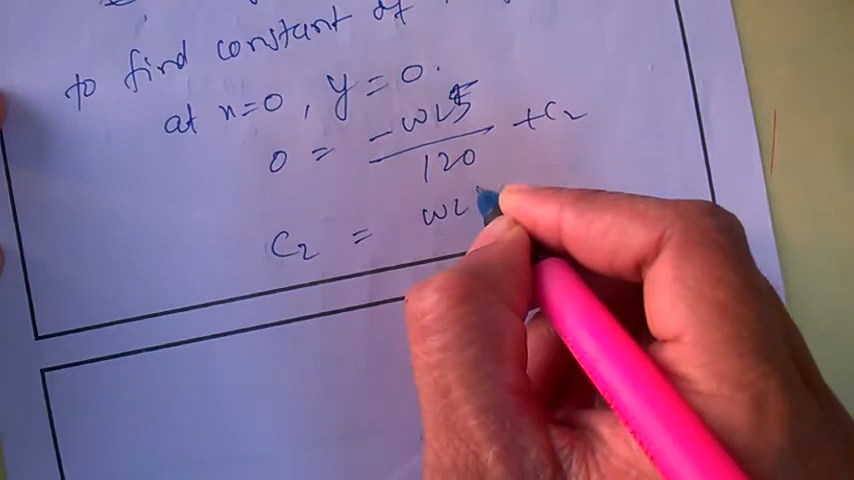 to find constant of
at x=0, y=0.
0 = -wL5/120 + C2
C2 = wL